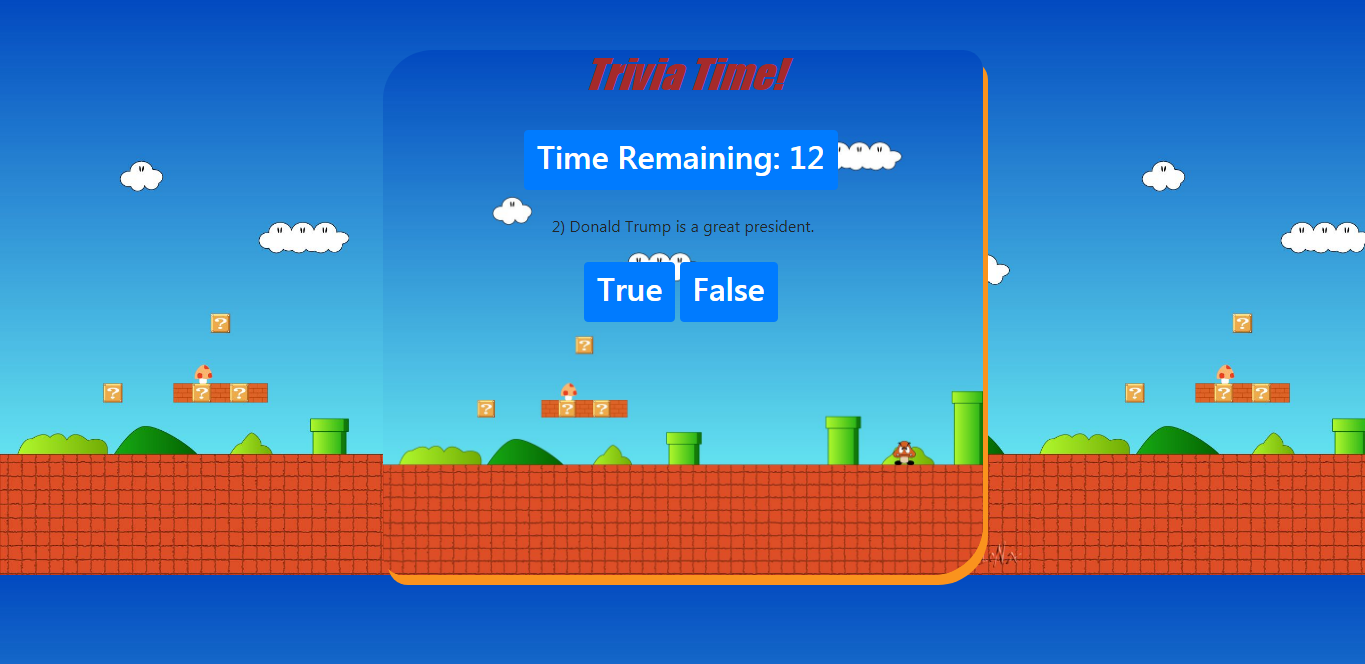 Trivia Time!
Time Remaining: 12
2) Donald Trump is a great president.
True False